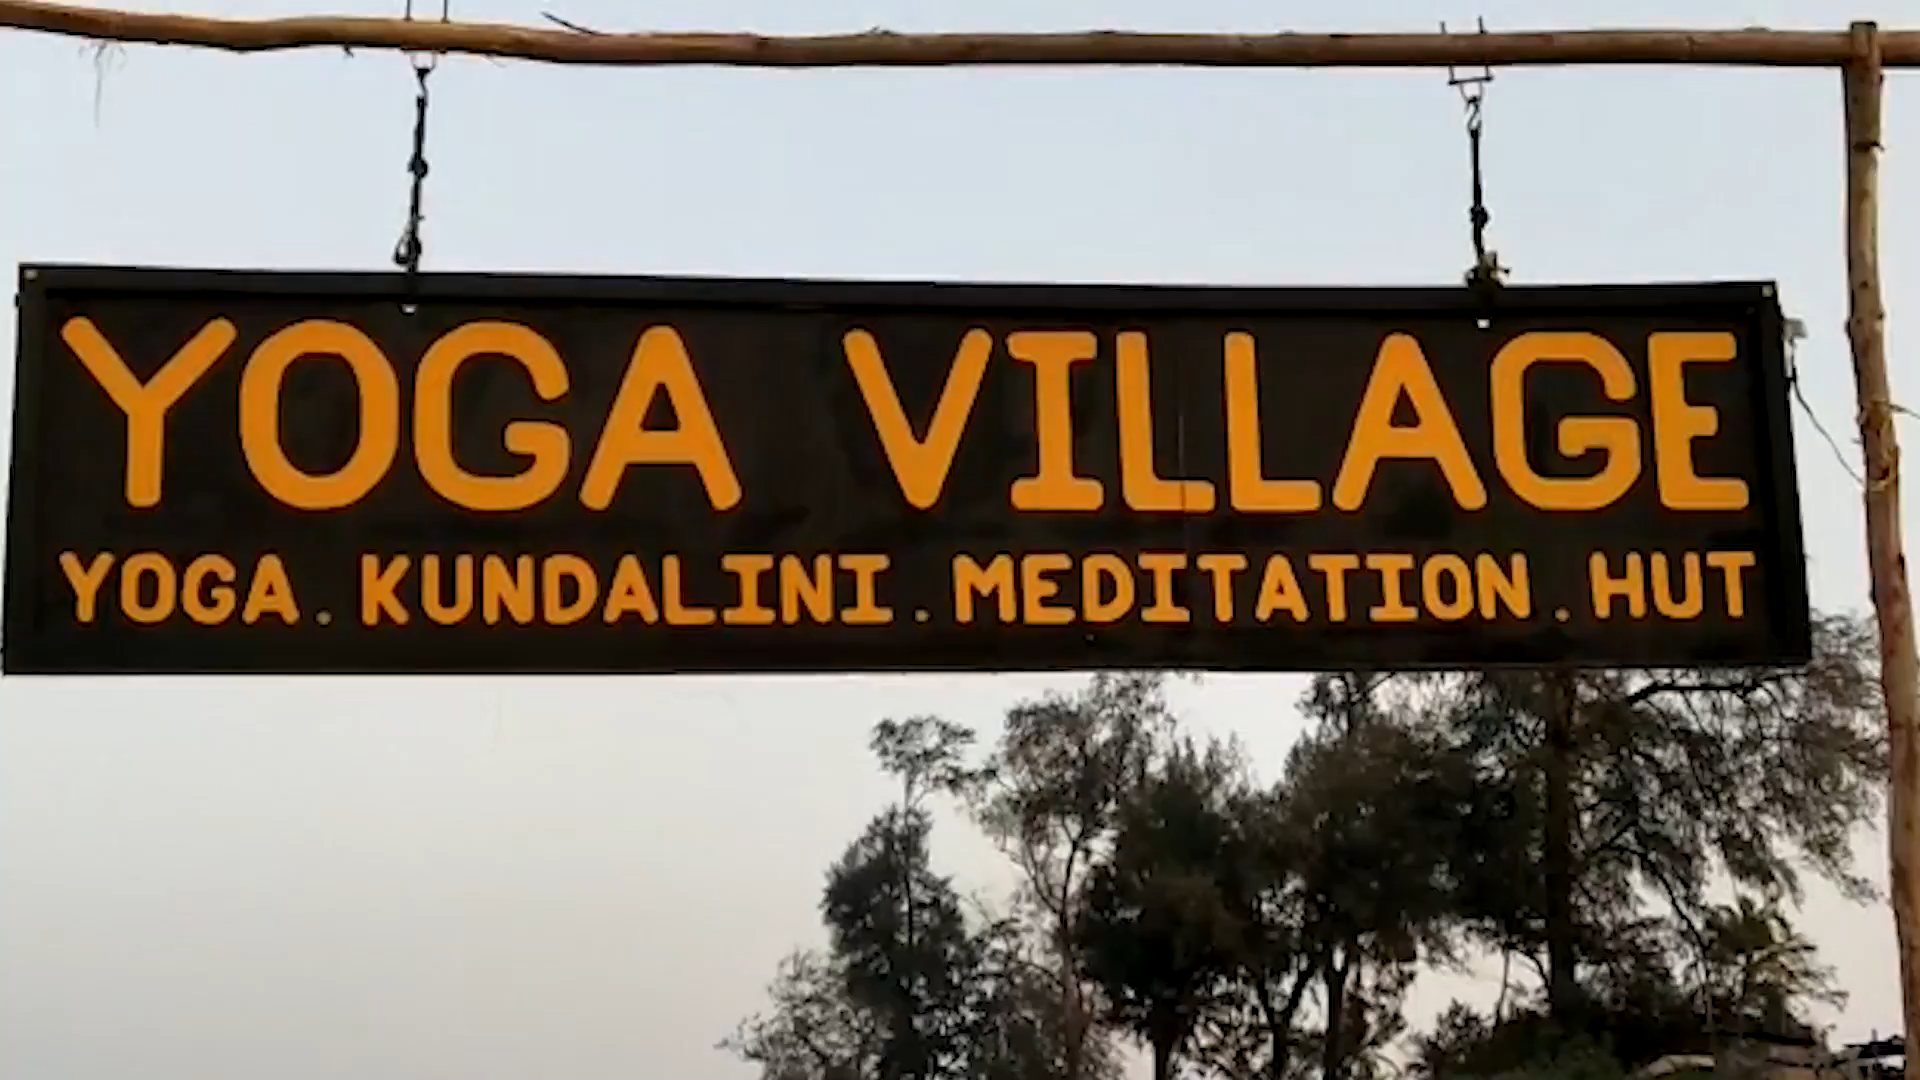 YOGA VILLAGE
YOGA . KUNDALINI . MEDITATION . HUT